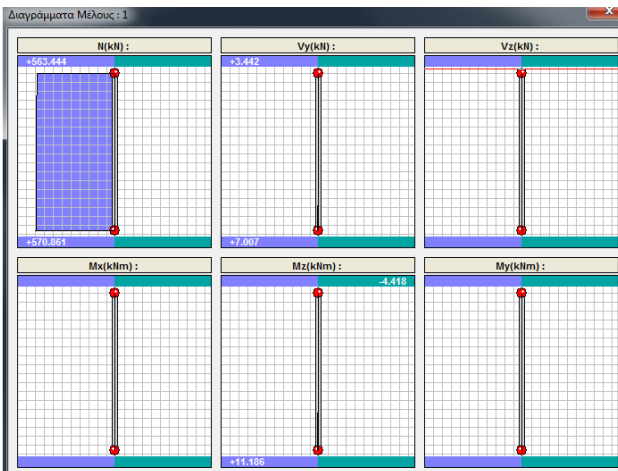 Διαγράμματα Μέλους : 1
N(kN) :
Vy(kN) :
Vz(kN) :
+563.444
+3.442
+570.861
+7.007
Mx(kNm) :
Mz(kNm) :
My(kNm) :
-4.418
+11.186